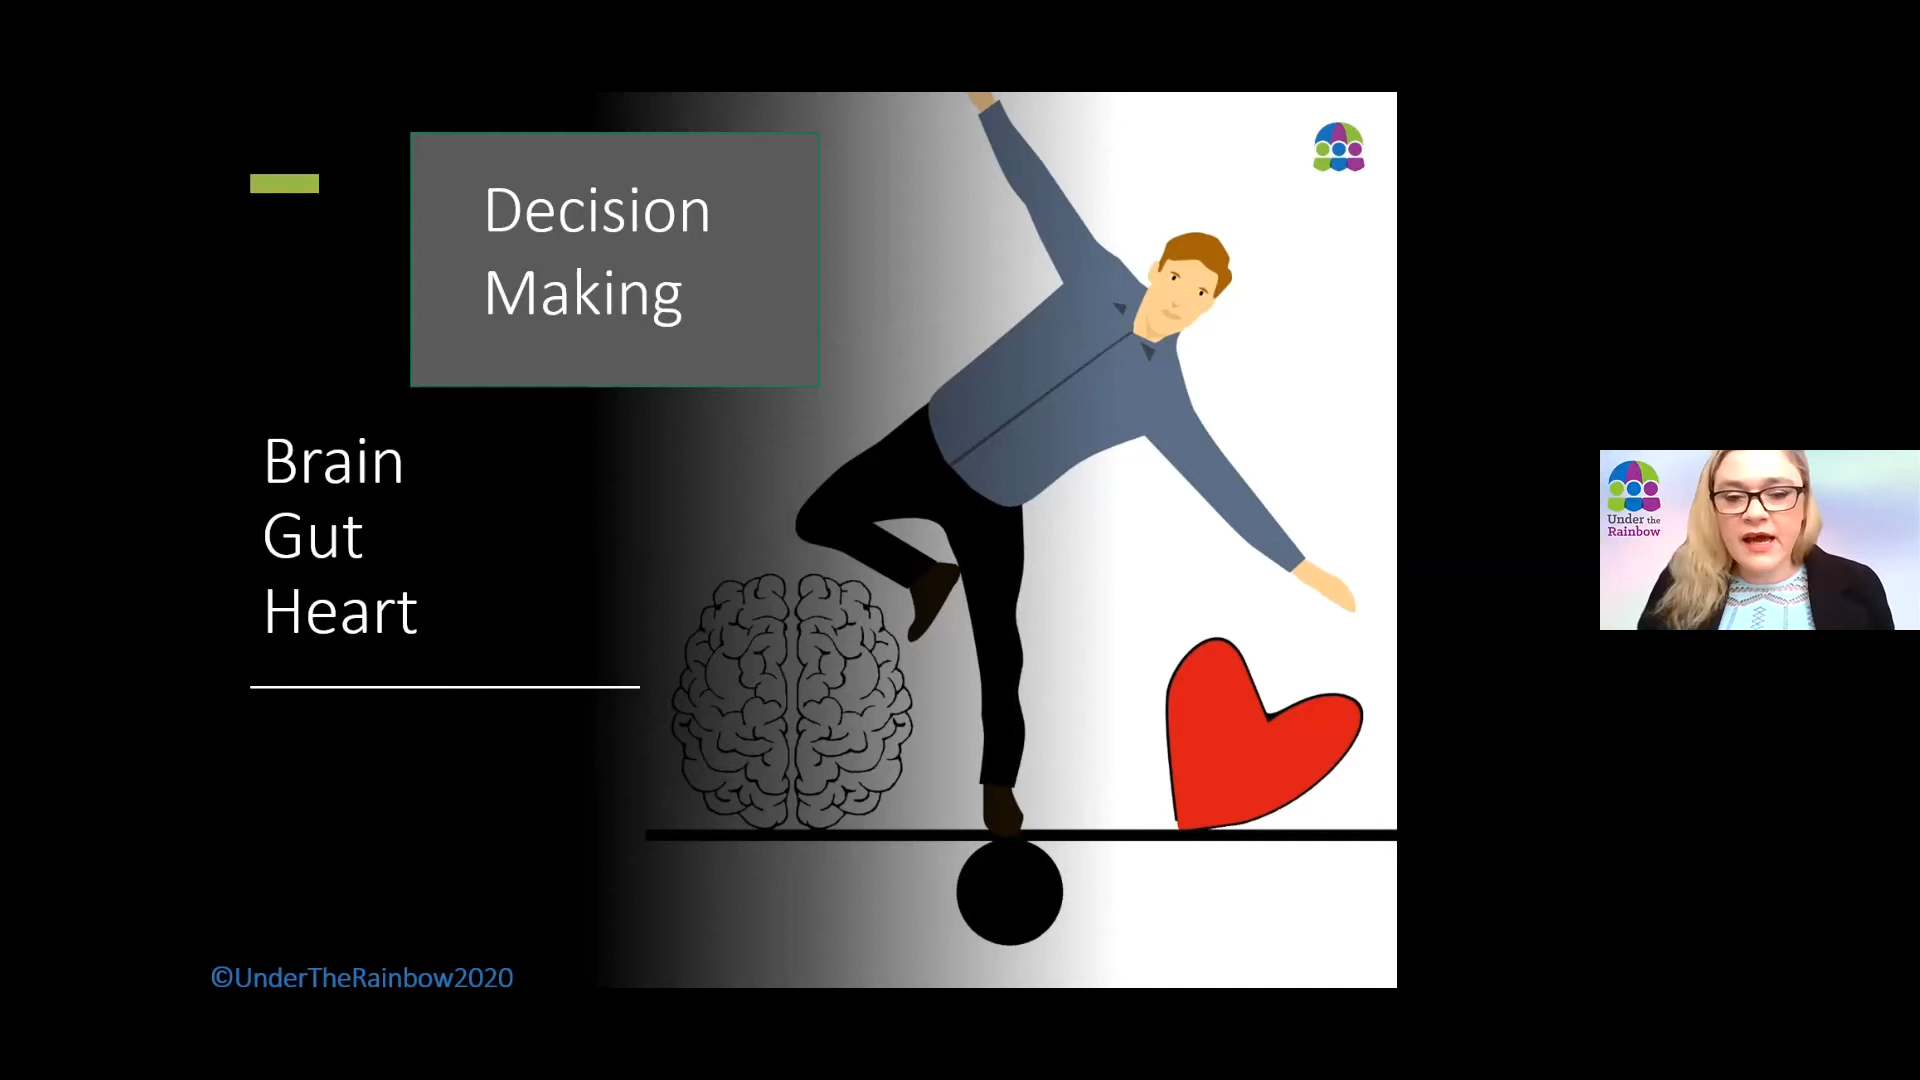 Decision
Making
Brain
Gut
Heart
©UnderTheRainbow2020
Under the
Rainbow